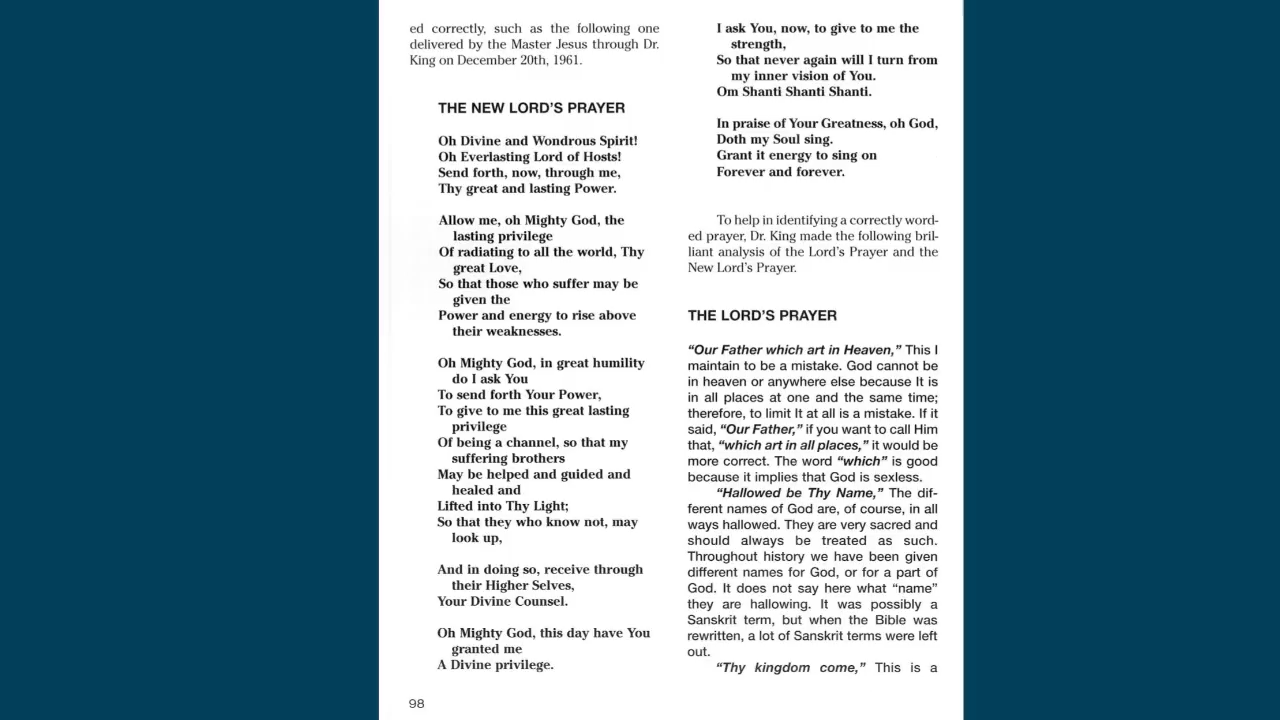 ed correctly, such as the following one
delivered by the Master Jesus through Dr.
King on December 20th, 1961.
THE NEW LORD'S PRAYER
Oh Divine and Wondrous Spirit!
Oh Everlasting Lord of Hosts!
Send forth, now, through me,
Thy great and lasting Power.
Allow me, oh Mighty God, the
lasting privilege
Of radiating to all the world, Thy
great Love,
So that those who suffer may be
given the
Power and energy to rise above
their weaknesses.
Oh Mighty God, in great humility
do I ask You
To send forth Your Power,
To give to me this great lasting
privilege
Of being a channel, so that my
suffering brothers
May be helped and guided and
healed and
Lifted into Thy Light;
So that they who know not, may
look up,
And in doing so, receive through
their Higher Selves,
Your Divine Counsel.
Oh Mighty God, this day have You
granted me
A Divine privilege.
98
I ask You, now, to give to me the
strength,
So that never again will I turn from
my inner vision of You.
Om Shanti Shanti Shanti.
In praise of Your Greatness, oh God,
Doth my Soul sing.
Grant it energy to sing on
Forever and forever.
To help in identifying a correctly word-
ed prayer, Dr. King made the following bril-
liant analysis of the Lord's Prayer and the
New Lord's Prayer.
THE LORD'S PRAYER
“Our Father which art in Heaven,” This I
maintain to be a mistake. God cannot be
in heaven or anywhere else because It is
in all places at one and the same time;
therefore, to limit It at all is a mistake. If it
said, “Our Father,” if you want to call Him
that, “which art in all places,” it would be
more correct. The word “which” is good
because it implies that God is sexless.
“Hallowed be Thy Name,” The dif-
ferent names of God are, of course, in all
ways hallowed. They are very sacred and
should always be treated as such.
Throughout history we have been given
different names for God, or for a part of
God. It does not say here what “name”
they are hallowing. It was possibly a
Sanskrit term, but when the Bible was
rewritten, a lot of Sanskrit terms were left
out.
“Thy kingdom come,” This is a